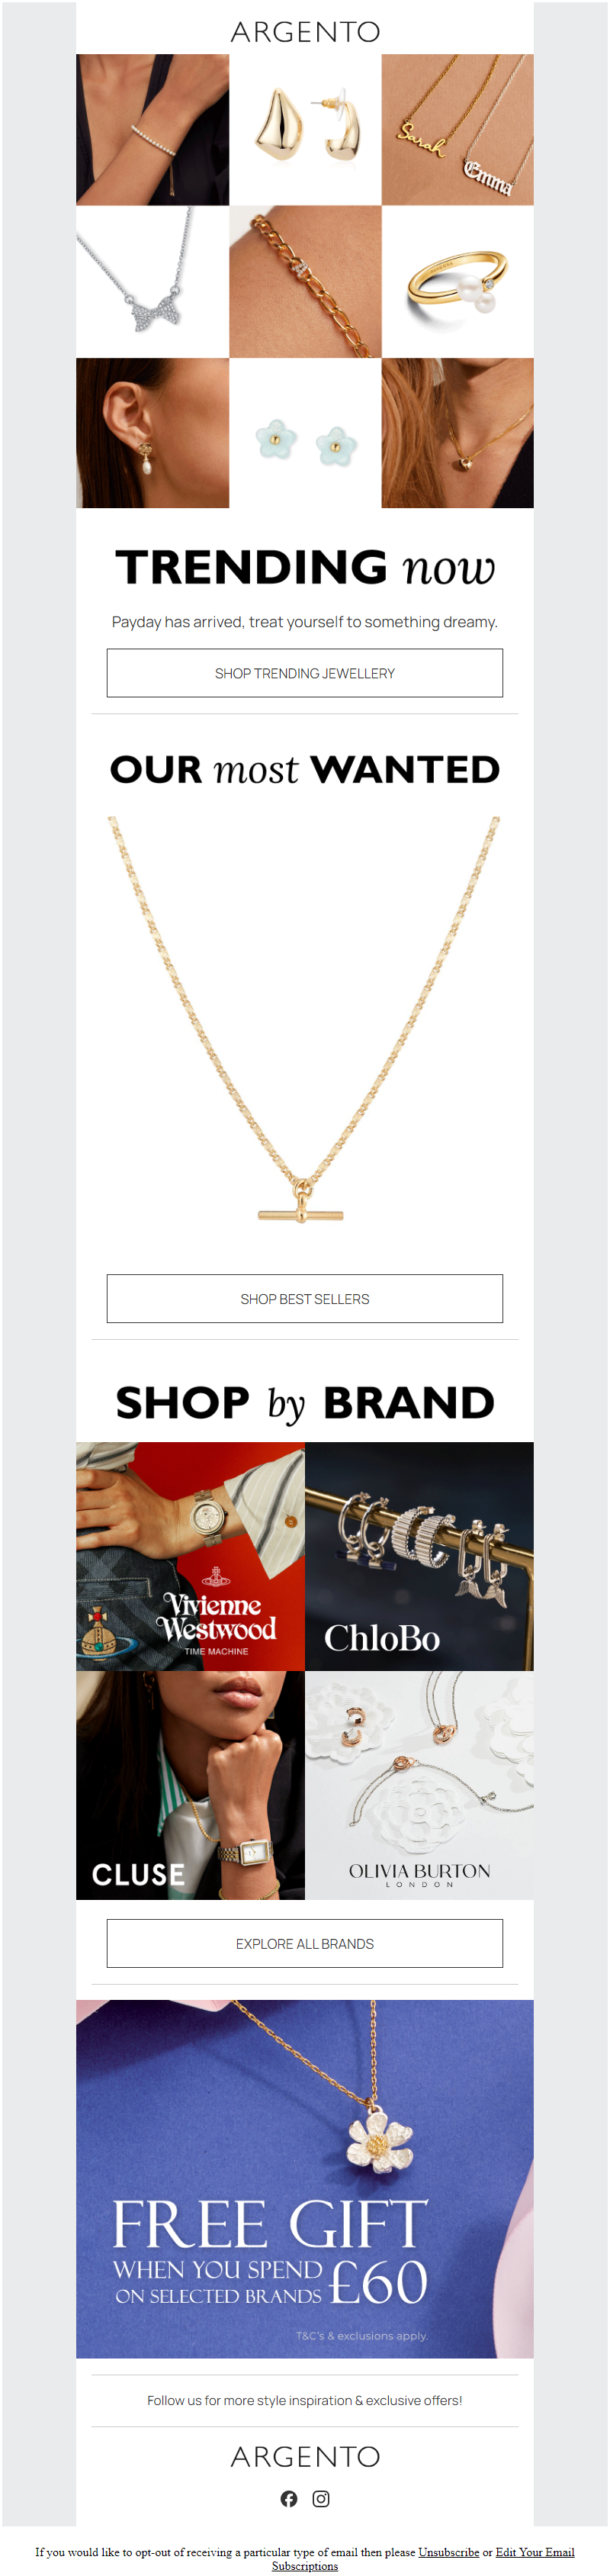 ARGENTO
Sarah
Emma
TRENDING now
Payday has arrived, treat yourself to something dreamy.
SHOP TRENDING JEWELLERY
OUR most WANTED
SHOP BEST SELLERS
SHOP by BRAND
Vivienne
Westwood
TIME MACHINE
ChloBo
CLUSE
OLIVIA BURTON
LONDON
EXPLORE ALL BRANDS
FREE GIFT
WHEN YOU SPEND
ON SELECTED BRANDS £60
T&C's & exclusions apply.
Follow us for more style inspiration & exclusive offers!
ARGENTO
If you would like to opt-out of receiving a particular type of email then please Unsubscribe or Edit Your Email
Subscriptions